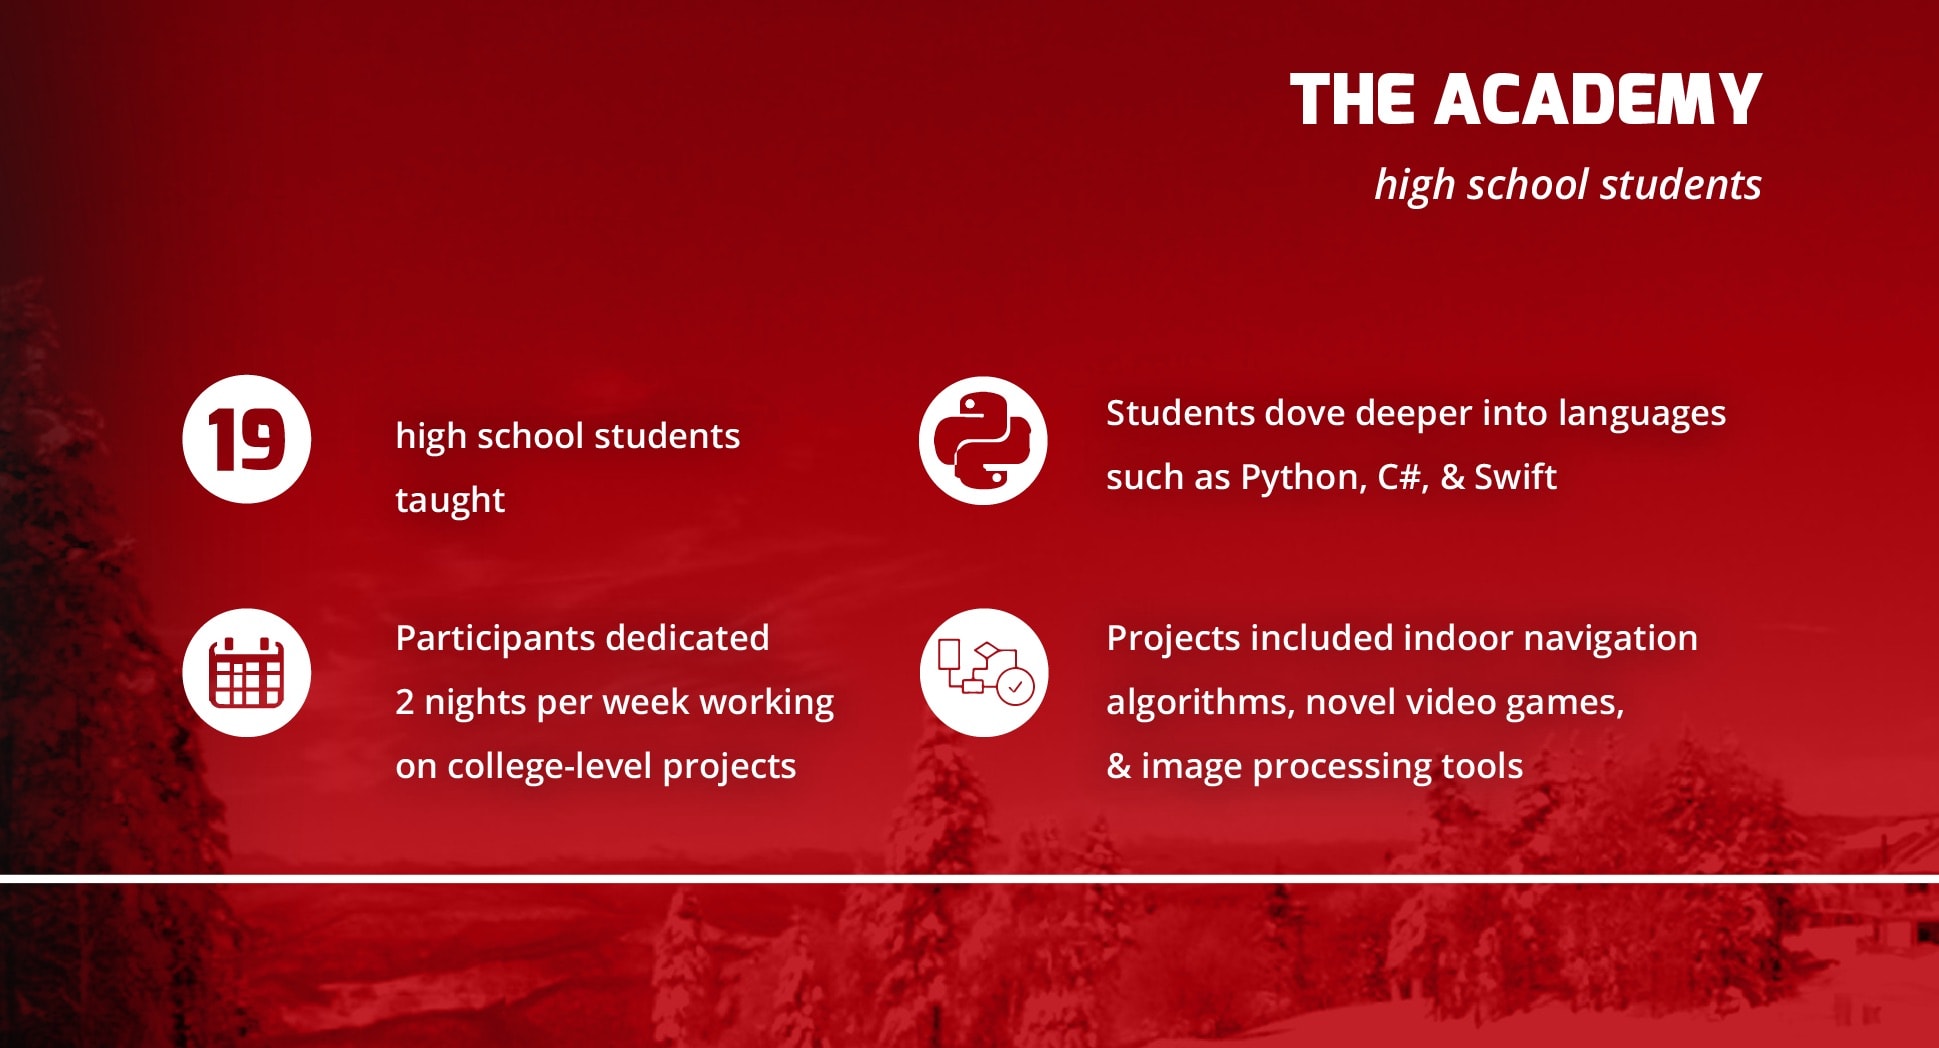 THE ACADEMY
high school students
19
high school students
taught
Students dove deeper into languages
such as Python, C#, & Swift
Participants dedicated
2 nights per week working
on college-level projects
Projects included indoor navigation
algorithms, novel video games,
& image processing tools